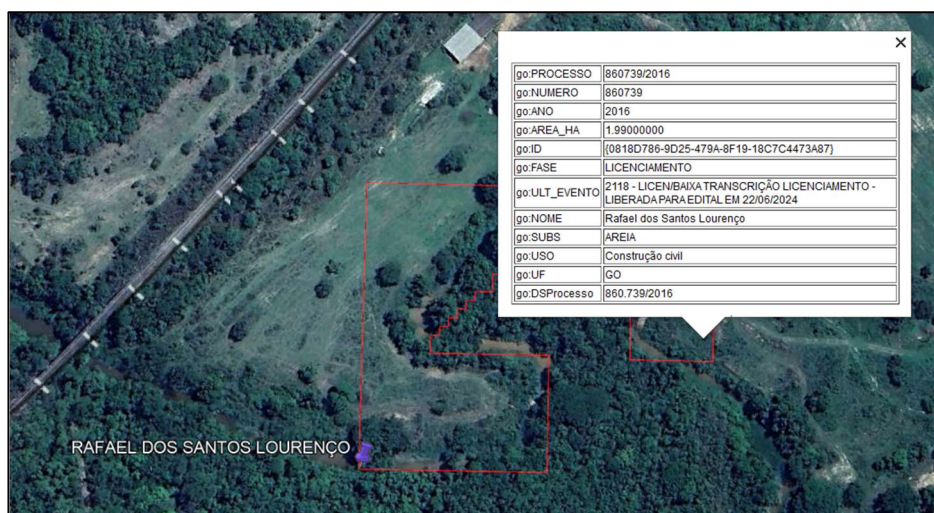 ×
go:PROCESSO 860739/2016
go:NUMERO 860739
go:ANO 2016
go:AREA_HA 1.99000000
go:ID {0818D786-9D25-479A-8F19-18C7C4473A87}
go:FASE LICENCIAMENTO
go:ULT_EVENTO 2118 - LICEN/BAIXA TRANSCRIÇÃO LICENCIAMENTO -
LIBERADA PARA EDITAL EM 22/06/2024
go:NOME Rafael dos Santos Lourenço
go:SUBS AREIA
go:USO Construção civil
go:UF GO
go:DSProcesso 860.739/2016
RAFAEL DOS SANTOS LOURENÇO